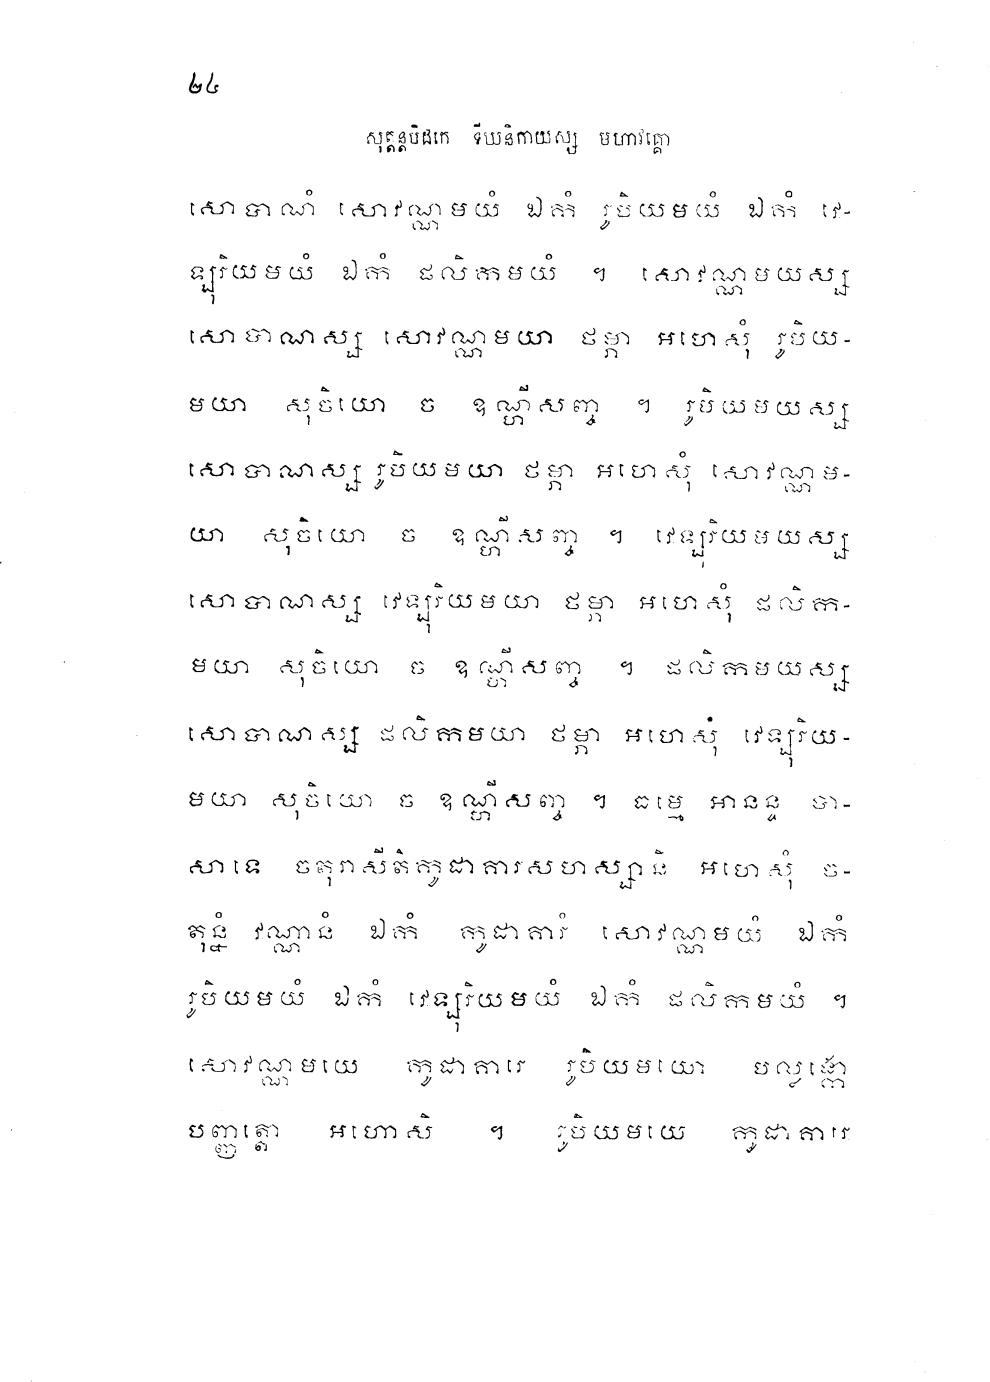 ២៤
សុត្តន្តបិដកេ ទីឃនិកាយស្ស មហាវគ្គោ
សោបាណំ សោវណ្ណមយំ ឯកំ រូបិយមយំ ឯកំ វេ-
ឡុរិយមយំ ឯកំ ផលិកមយំ ។ សោវណ្ណមយស្ស
សោបាណស្ស សោវណ្ណមយា ថម្ភា អហេសុំ រូបិយ-
មយា សុចិយោ ច ឧណ្ហីសញ្ច ។ រូបិយមយស្ស
សោបាណស្ស រូបិយមយា ថម្ភា អហេសុំ សោវណ្ណម-
យា សុចិយោ ច ឧណ្ហីសញ្ច ។ វេឡុរិយមយស្ស
សោបាណស្ស វេឡុរិយមយា ថម្ភា អហេសុំ ផលិក-
មយា សុចិយោ ច ឧណ្ហីសញ្ច ។ ផលិកមយស្ស
សោបាណស្ស ផលិកមយា ថម្ភា អហេសុំ វេឡុរិយ-
មយា សុចិយោ ច ឧណ្ហីសញ្ច ។ ធម្មេ អានន្ទ បា-
សាទេ ចតុរាសីតិកូដាគារសហស្សានិ អហេសុំ ច-
តុន្នំ វណ្ណានំ ឯកំ កូដាគារំ សោវណ្ណមយំ ឯកំ
រូបិយមយំ ឯកំ វេឡុរិយមយំ ឯកំ ផលិកមយំ ។
សោវណ្ណមយេ កូដាគារេ រូបិយមយោ បល្លង្កោ
បញ្ញត្តោ អហោសិ ។ រូបិយមយេ កូដាគារេ